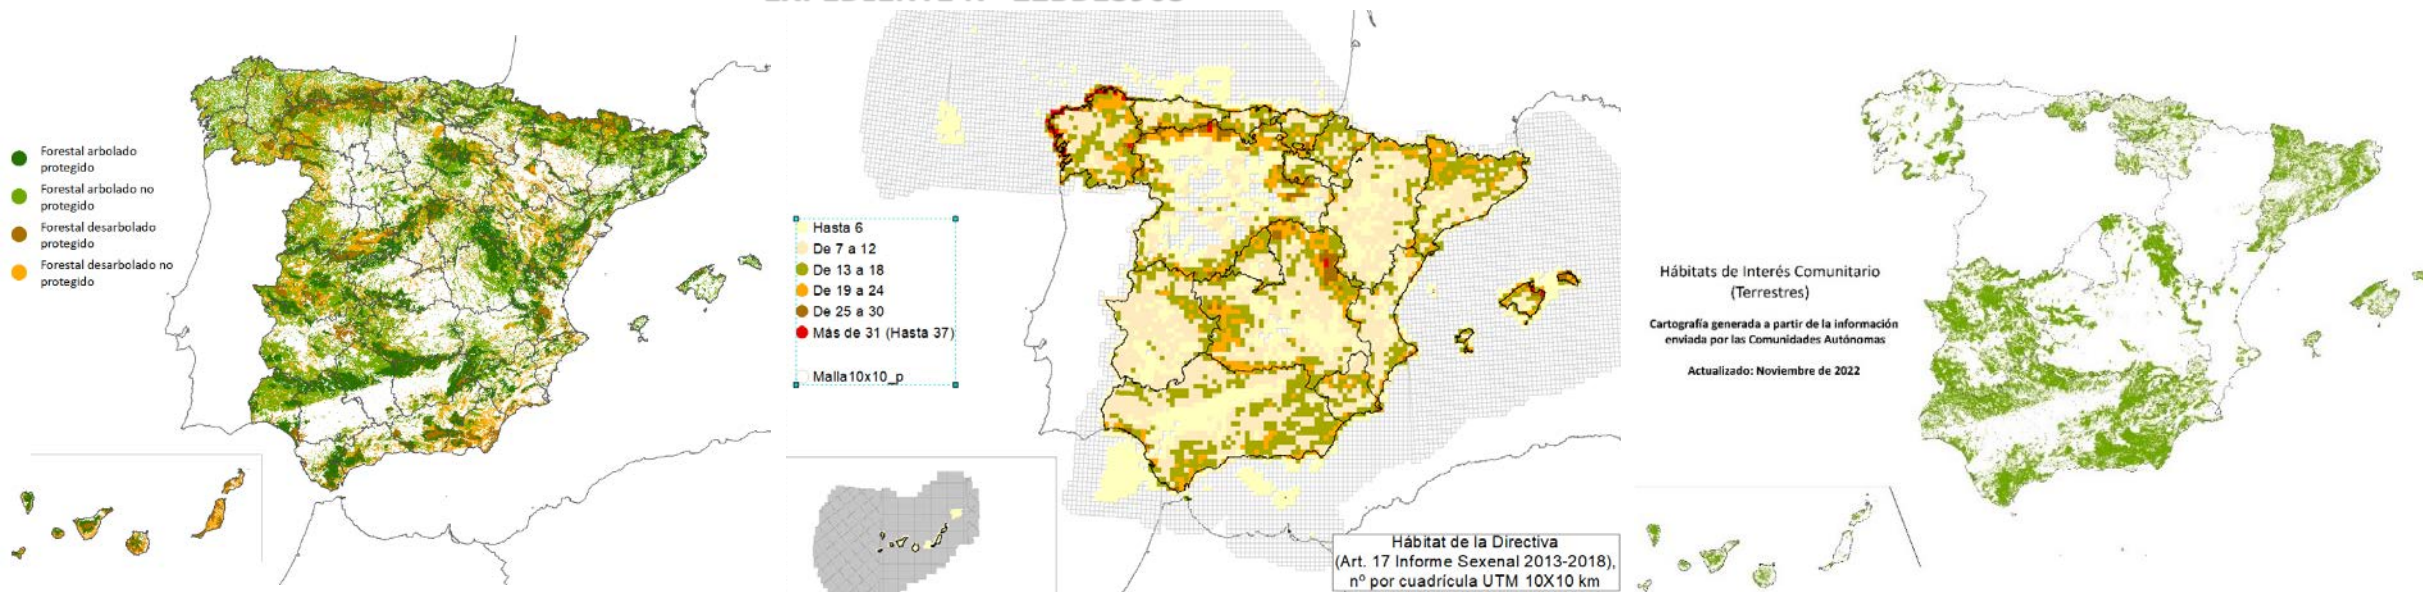 Forestal arbolado
protegido
Forestal arbolado no
protegido
Forestal desarbolado
protegido
Forestal desarbolado no
protegido
Hasta 6
De 7 a 12
De 13 a 18
De 19 a 24
De 25 a 30
Más de 31 (Hasta 37)
Malla10x10_p
Hábitat de la Directiva
(Art. 17 Informe Sexenal 2013-2018),
nº por cuadrícula UTM 10X10 km
Hábitats de Interés Comunitario
(Terrestres)
Cartografía generada a partir de la información
enviada por las Comunidades Autónomas
Actualizado: Noviembre de 2022